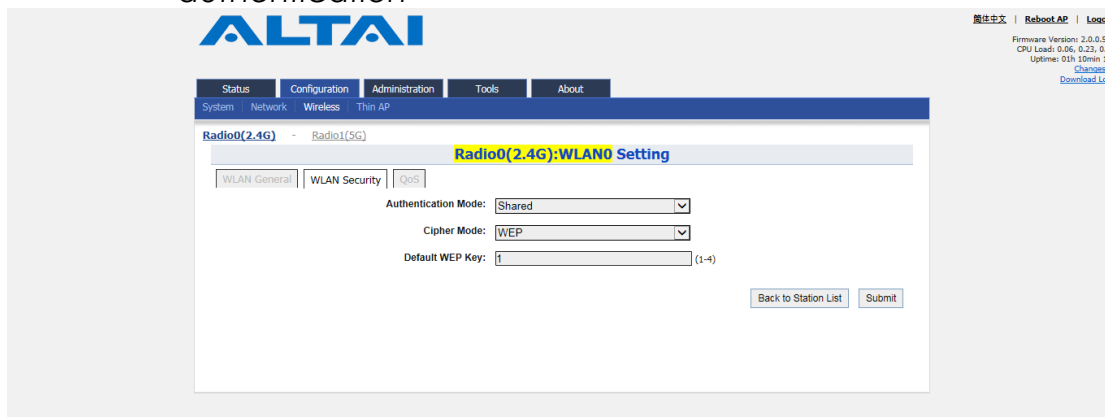 authentication
ALTAI
简体中文 | Reboot AP | Logo
Firmware Version: 2.0.0.5
CPU Load: 0.06, 0.23, 0.
Uptime: 01h 10min 1
Changes
Download Lo
Status Configuration Administration Tools About
System Network Wireless Thin AP
Radio0(2.4G) - Radio1(5G)
Radio0(2.4G):WLAN0 Setting
WLAN General WLAN Security QoS
Authentication Mode: Shared
Cipher Mode: WEP
Default WEP Key: 1 (1-4)
Back to Station List Submit